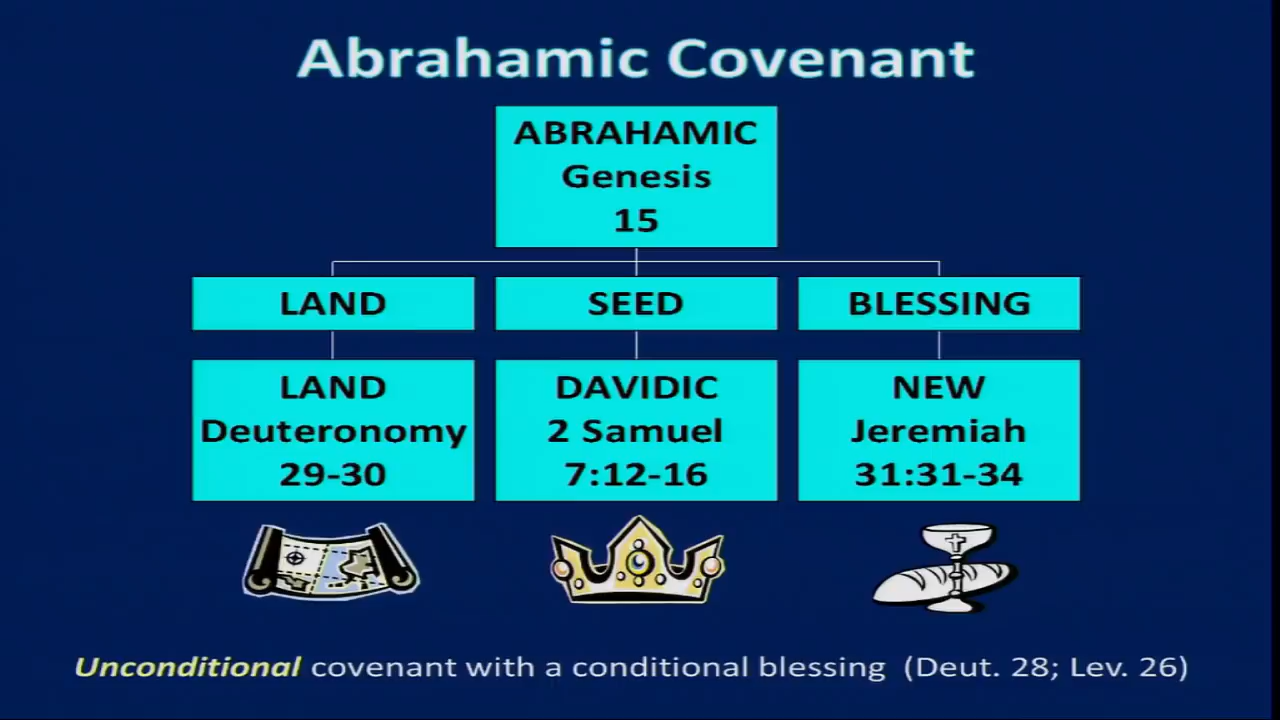 Abrahamic Covenant
ABRAHAMIC
Genesis
15
LAND
SEED
BLESSING
LAND
Deuteronomy
29-30
DAVIDIC
2 Samuel
7:12-16
NEW
Jeremiah
31:31-34
Unconditional covenant with a conditional blessing (Deut. 28; Lev. 26)